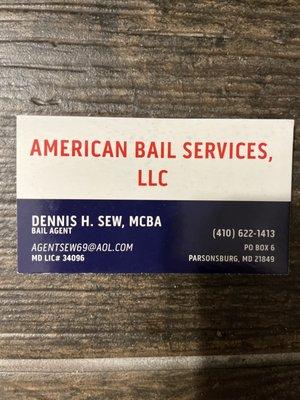 AMERICAN BAIL SERVICES,
LLC
DENNIS H. SEW, MCBA
BAIL AGENT
AGENTSEW69@AOL.COM
MD LIC# 34096
(410) 622-1413
PO BOX 6
PARSONSBURG, MD 21849